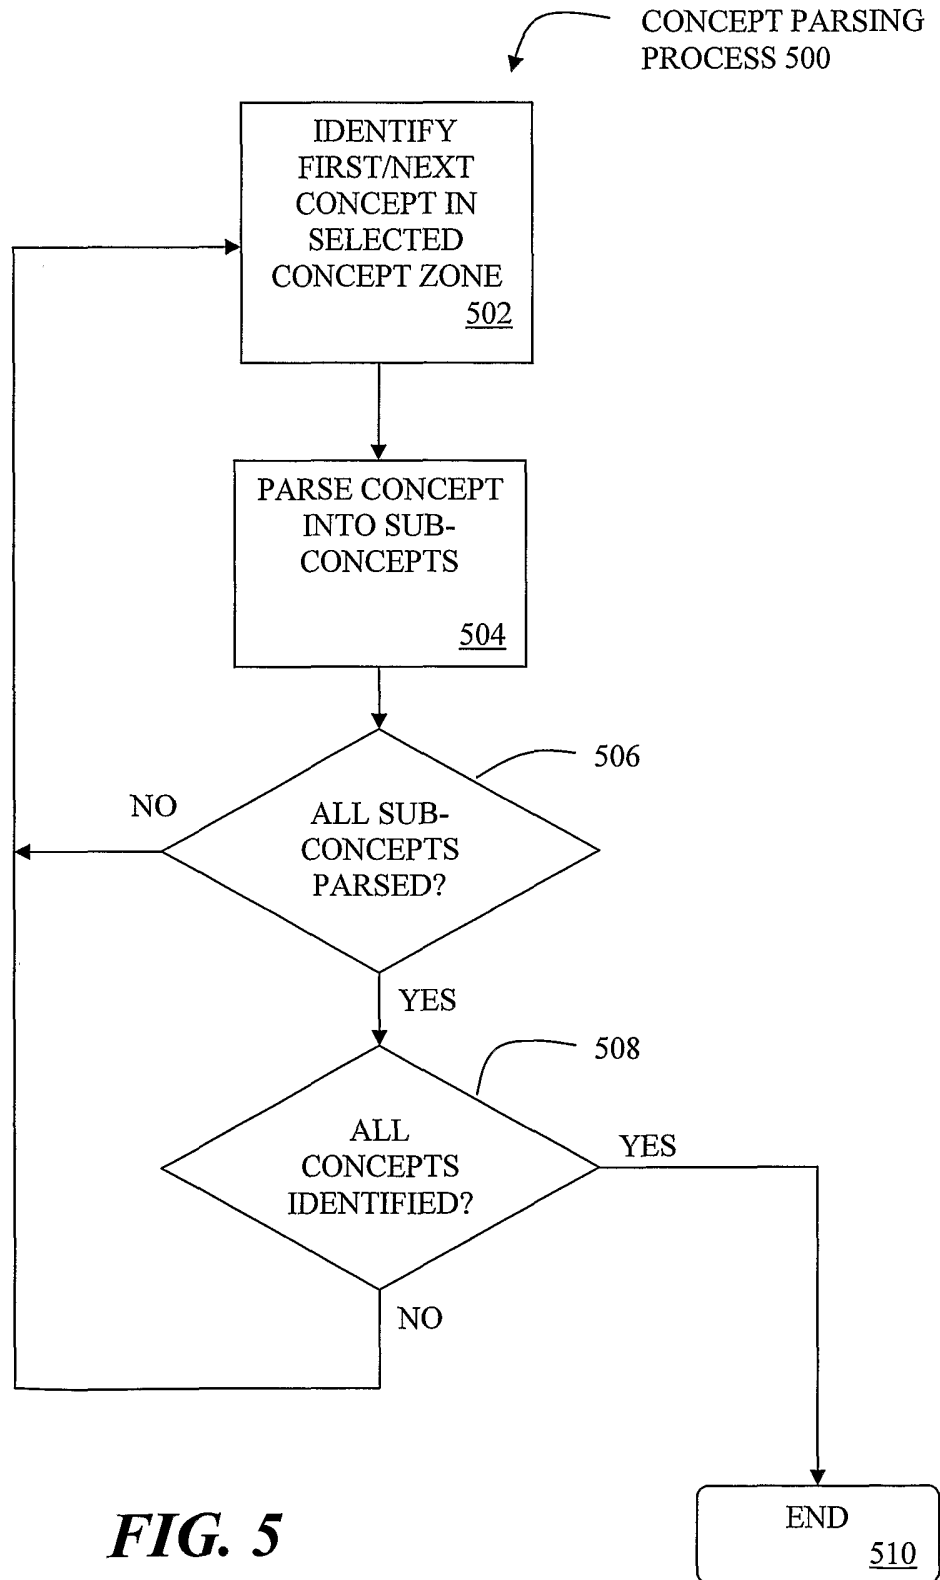 CONCEPT PARSING
PROCESS 500
IDENTIFY
FIRST/NEXT
CONCEPT IN
SELECTED
CONCEPT ZONE
502
PARSE CONCEPT
INTO SUB-
CONCEPTS
504
506
NO
ALL SUB-
CONCEPTS
PARSED?
YES
508
ALL
CONCEPTS
IDENTIFIED?
YES
NO
END
510
FIG. 5